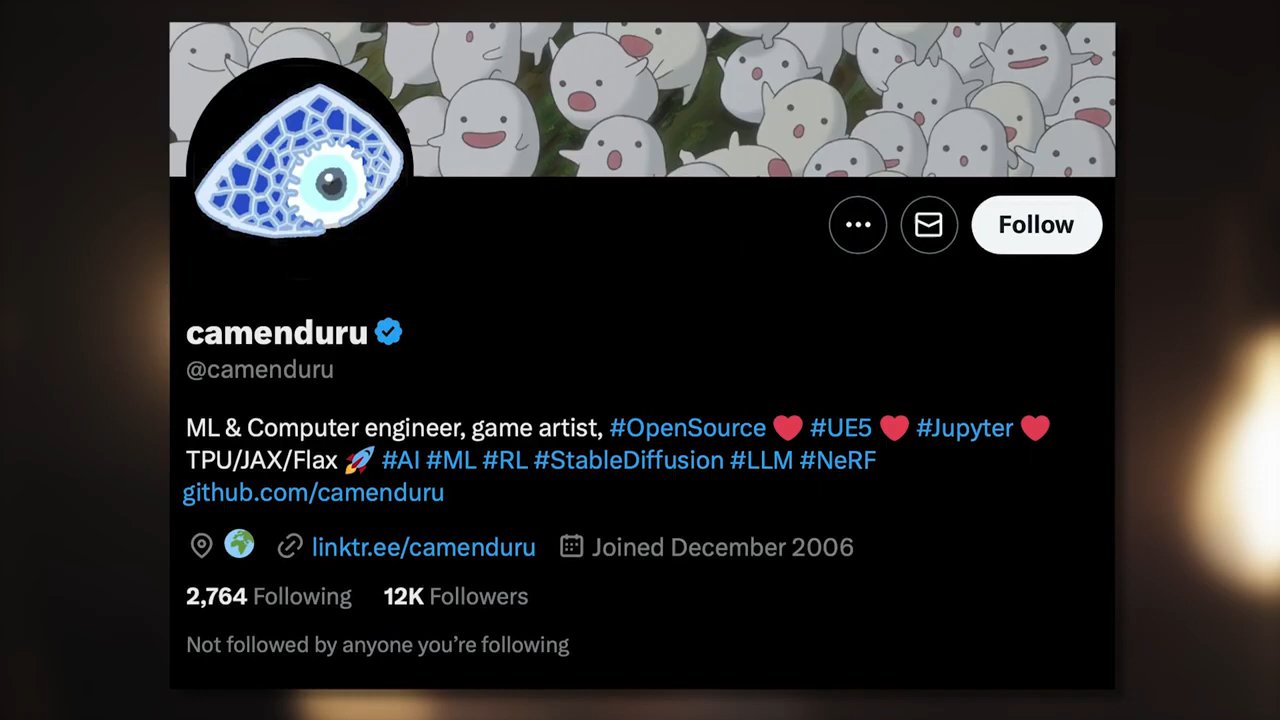 Follow
camenduru
@camenduru
ML & Computer engineer, game artist, #OpenSource ❤️ #UE5 ❤️ #Jupyter ❤️
TPU/JAX/Flax 🚀 #AI #ML #RL #StableDiffusion #LLM #NeRF
github.com/camenduru
🌍 linktr.ee/camenduru Joined December 2006
2,764 Following 12K Followers
Not followed by anyone you’re following